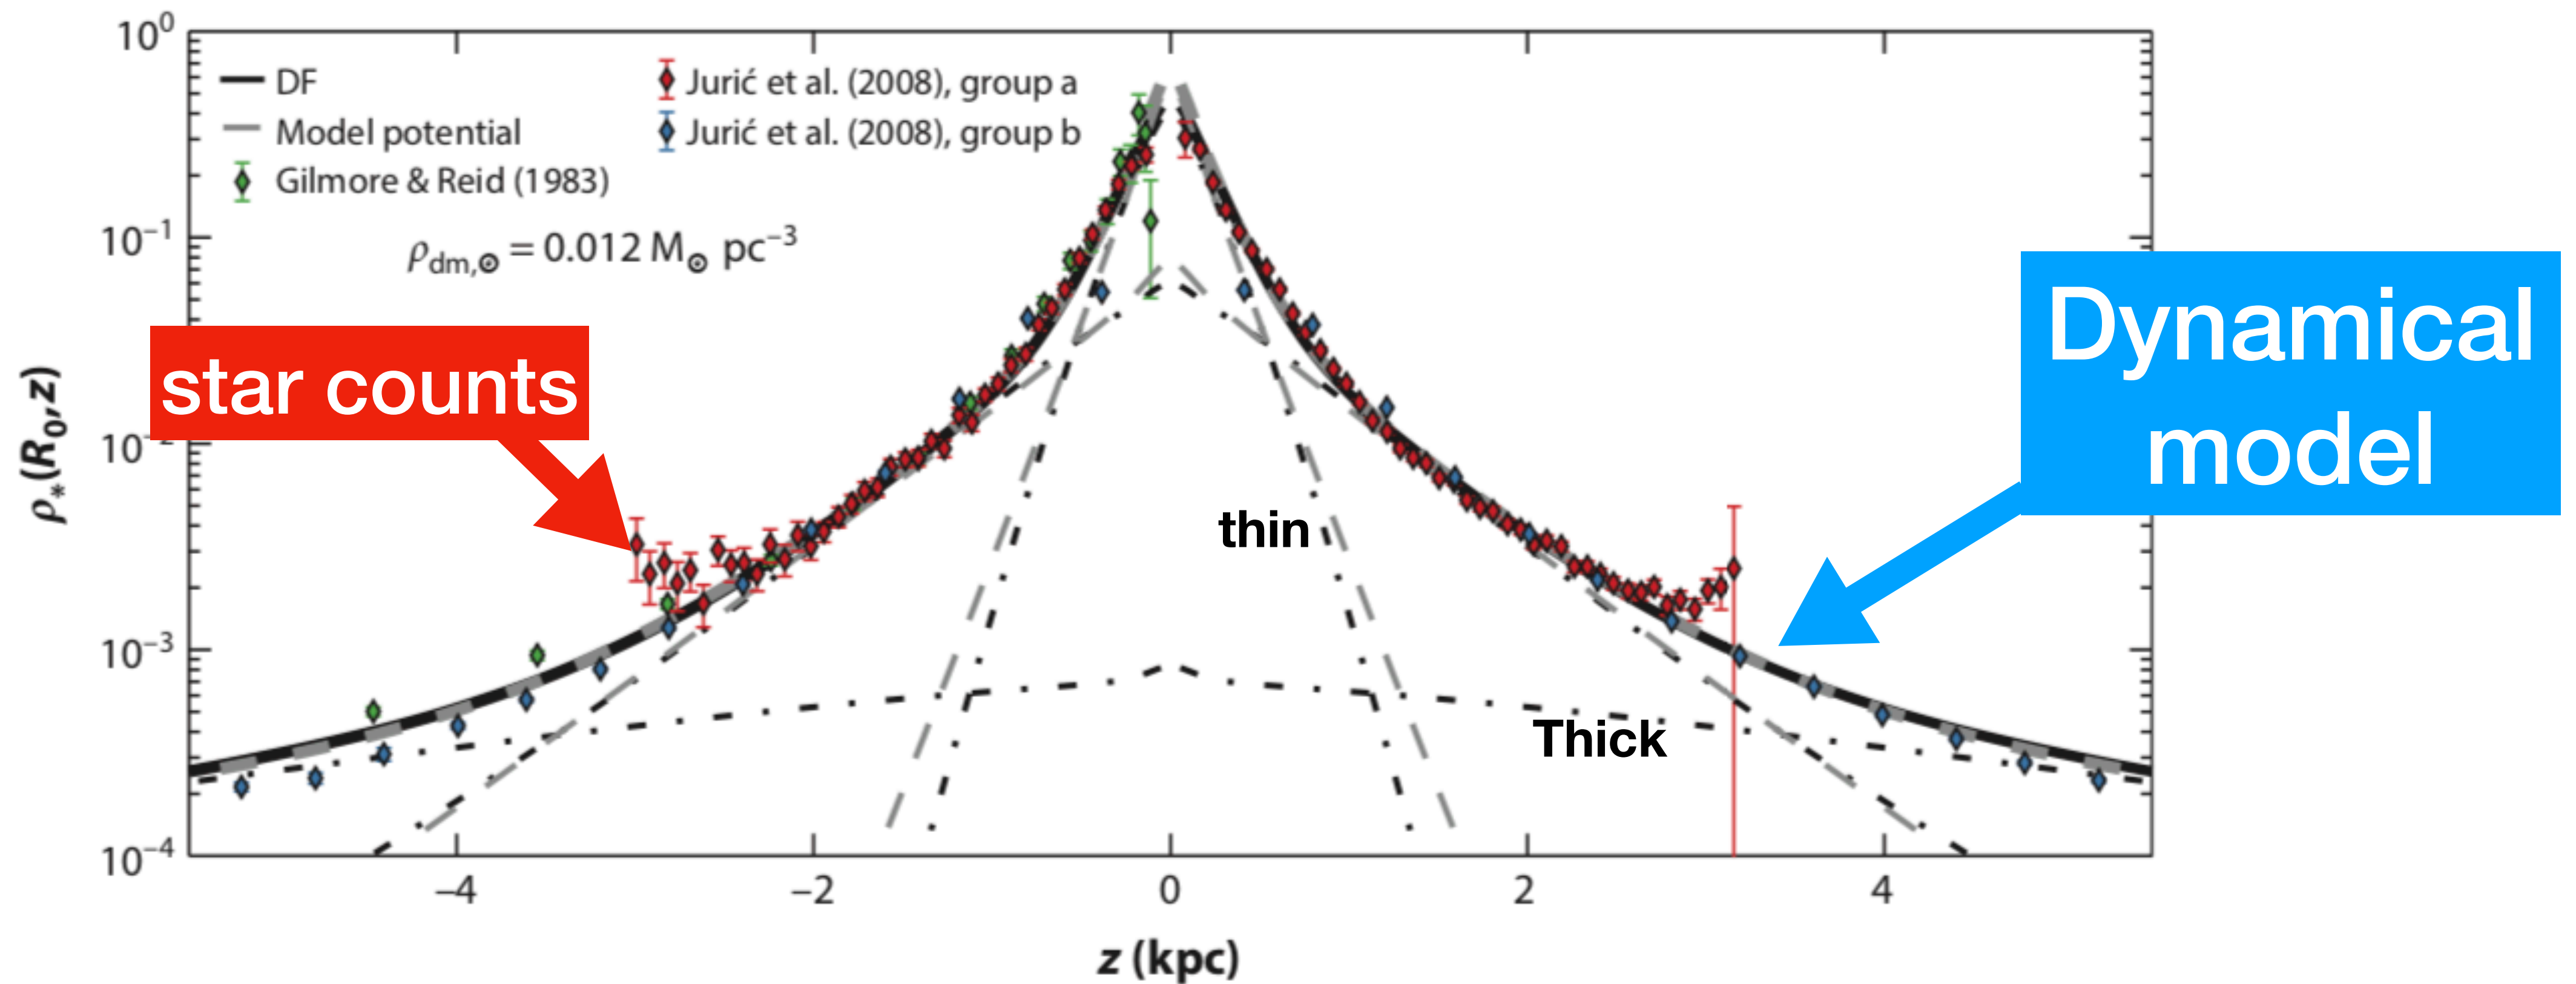 10⁰
DF
Jurić et al. (2008), group a
Model potential
Jurić et al. (2008), group b
Gilmore & Reid (1983)
10⁻¹
ρdm,⊙ = 0.012 M⊙ pc⁻³
Dynamical
model
star counts
ρ*(R₀,z)
10⁻²
thin
10⁻³
Thick
10⁻⁴
−4
−2
0
2
4
z (kpc)